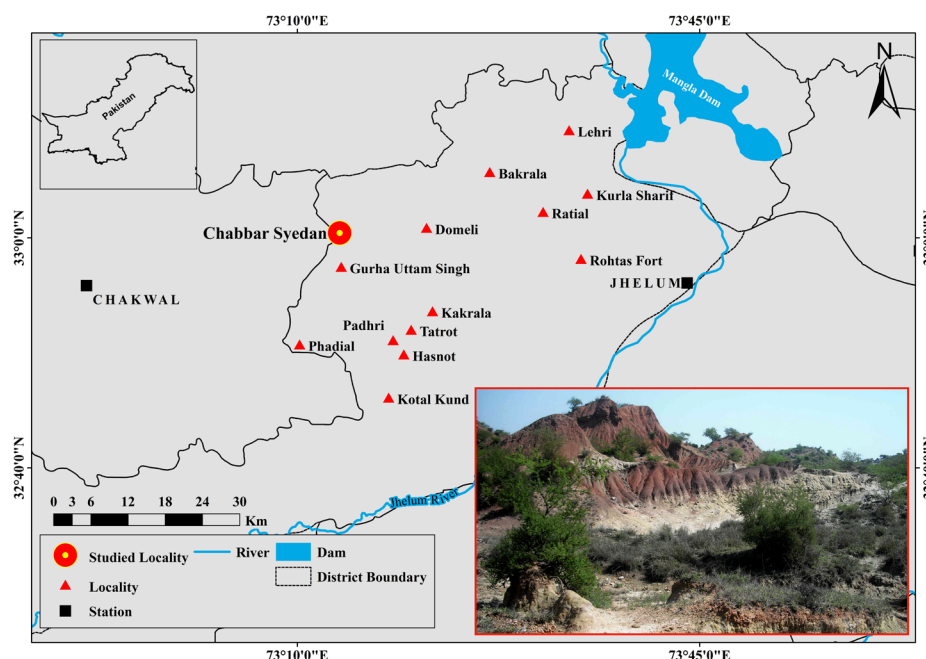 73°10'0"E
73°45'0"E
N
Pakistan
Mangla Dam
Lehri
Bakrala
Kurla Sharif
Ratial
33°0'0"N
Chabbar Syedan
Domeli
Gurha Uttam Singh
Rohtas Fort
CHAKWAL
JHELUM
Kakrala
Padhri
Tatrot
Phadial
Hasnot
Kotal Kund
32°40'0"N
0 3 6 12 18 24 30
Km
Jhelum River
Studied Locality
River
Dam
Locality
District Boundary
Station
73°10'0"E
73°45'0"E